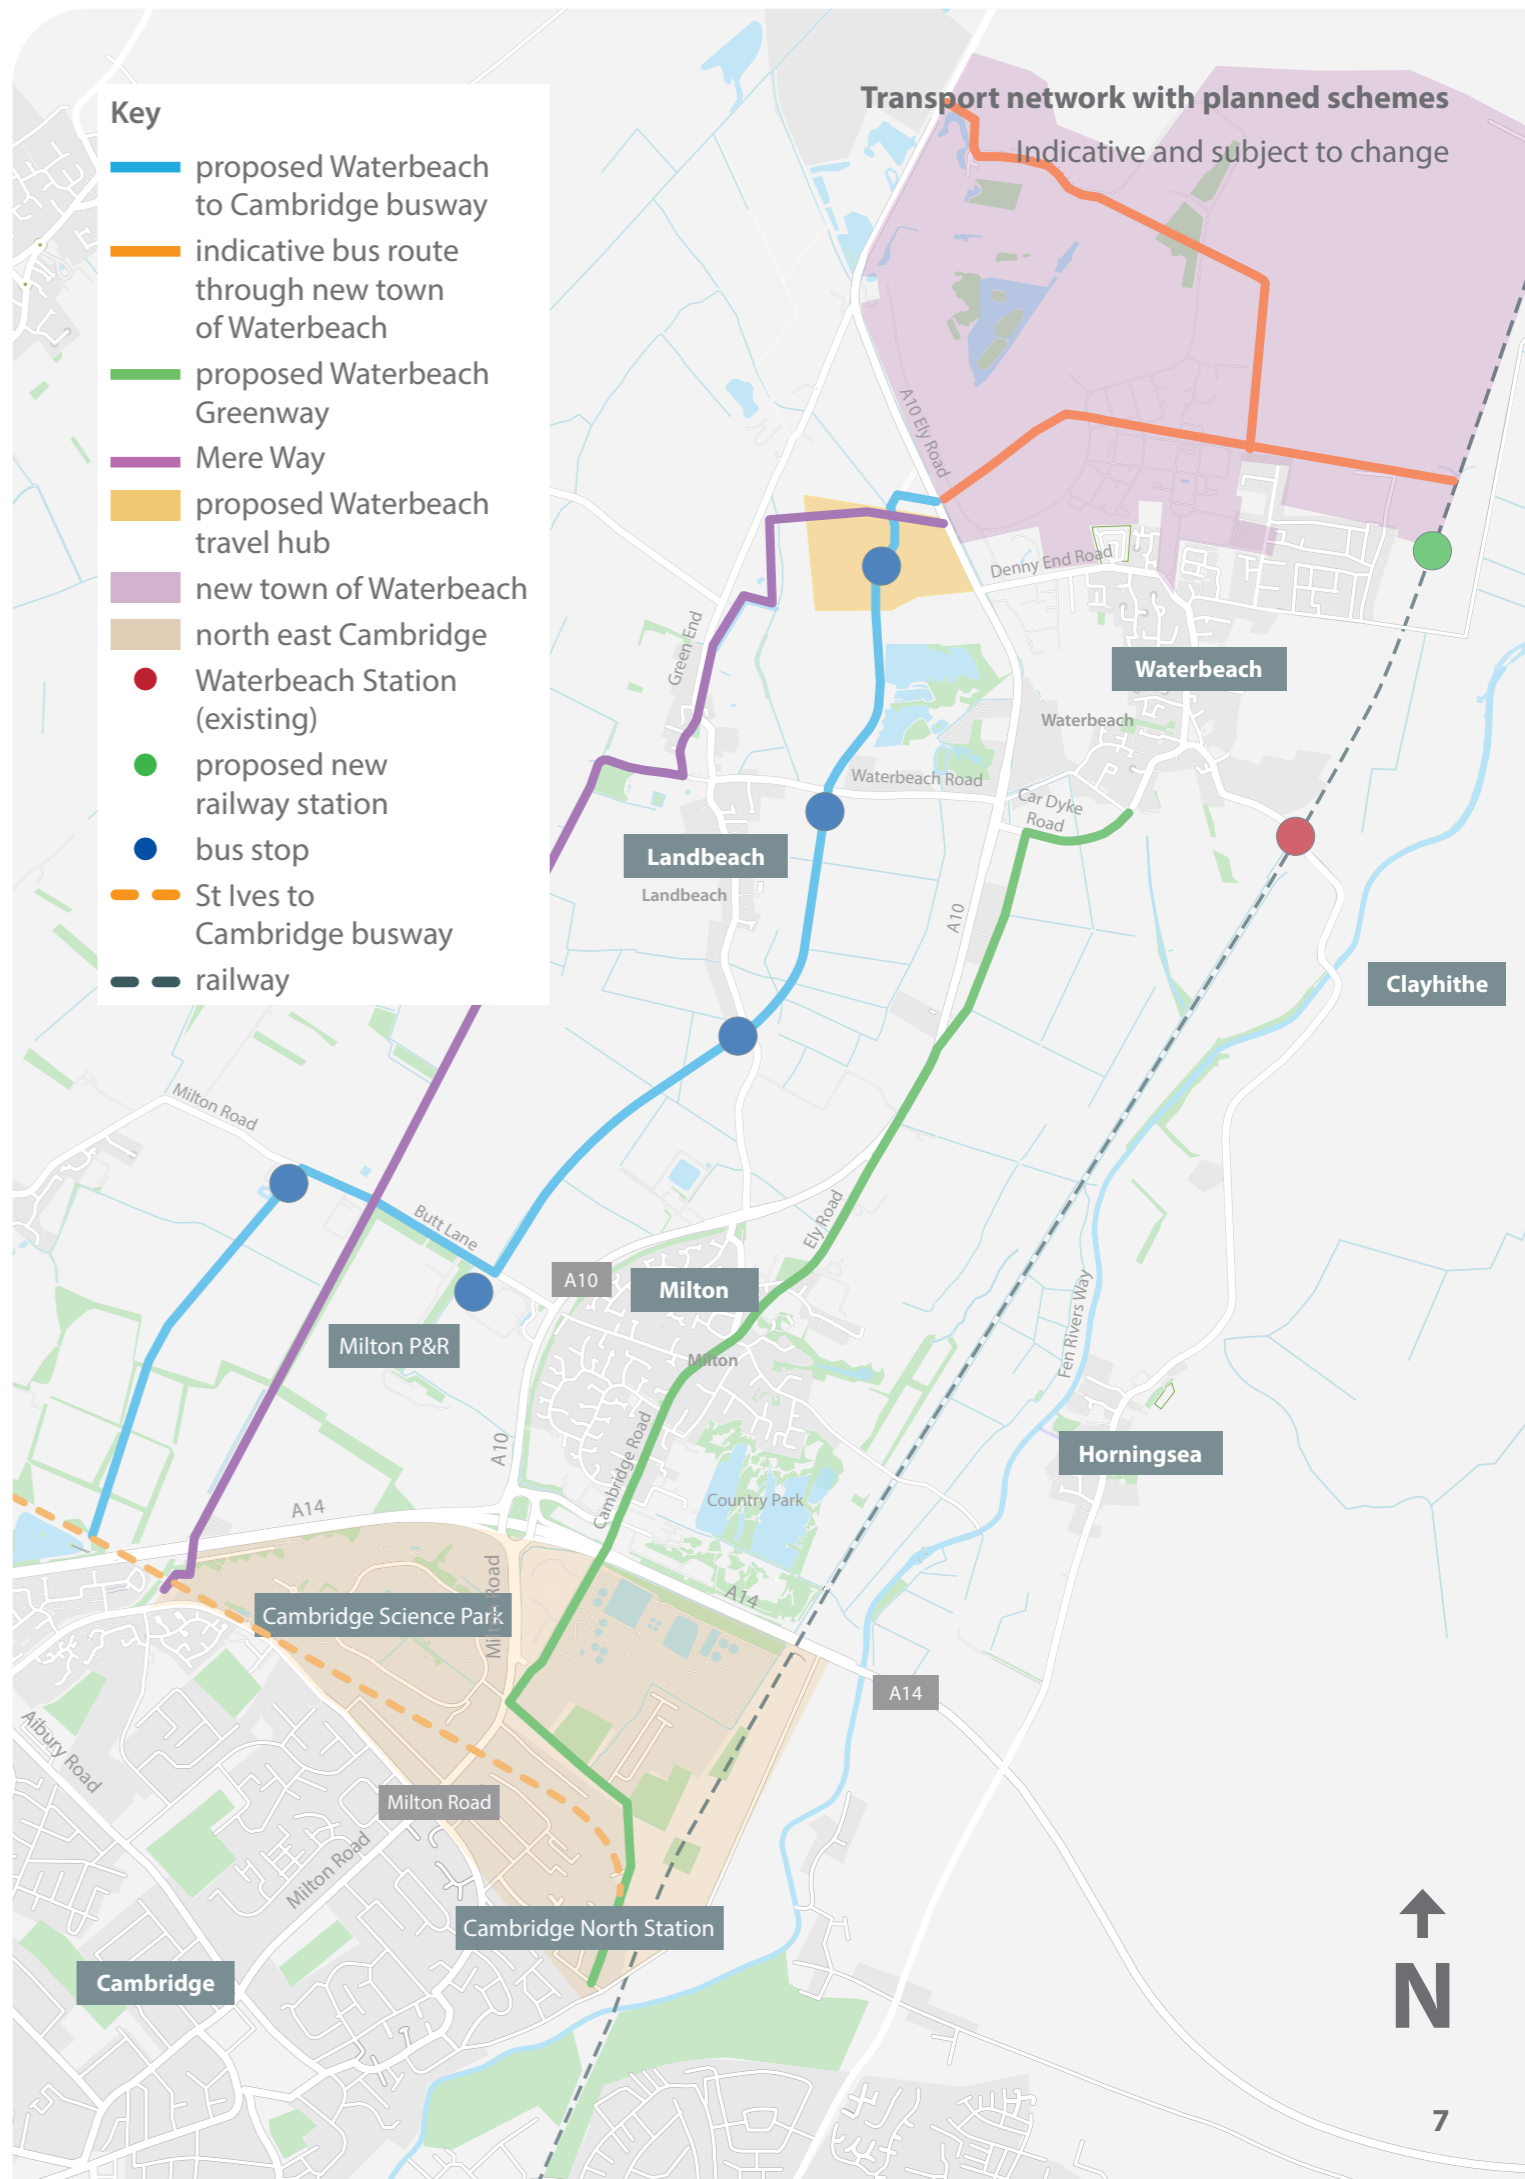 Transport network with planned schemes
Indicative and subject to change
Key
proposed Waterbeach
to Cambridge busway
indicative bus route
through new town
of Waterbeach
proposed Waterbeach
Greenway
Mere Way
proposed Waterbeach
travel hub
new town of Waterbeach
north east Cambridge
Waterbeach Station
(existing)
proposed new
railway station
bus stop
St Ives to
Cambridge busway
railway
A10 Ely Road
Denny End Road
Green End
Waterbeach
Waterbeach
Waterbeach Road
Car Dyke
Road
Landbeach
Landbeach
A10
Clayhithe
Milton Road
Butt Lane
Ely Road
A10
Milton
Fen Rivers Way
Milton P&R
Milton
A10
Cambridge Road
Horningsea
Country Park
A14
Milton Road
A14
Cambridge Science Park
A14
Aibury Road
Milton Road
Milton Road
Cambridge North Station
Cambridge
N
7